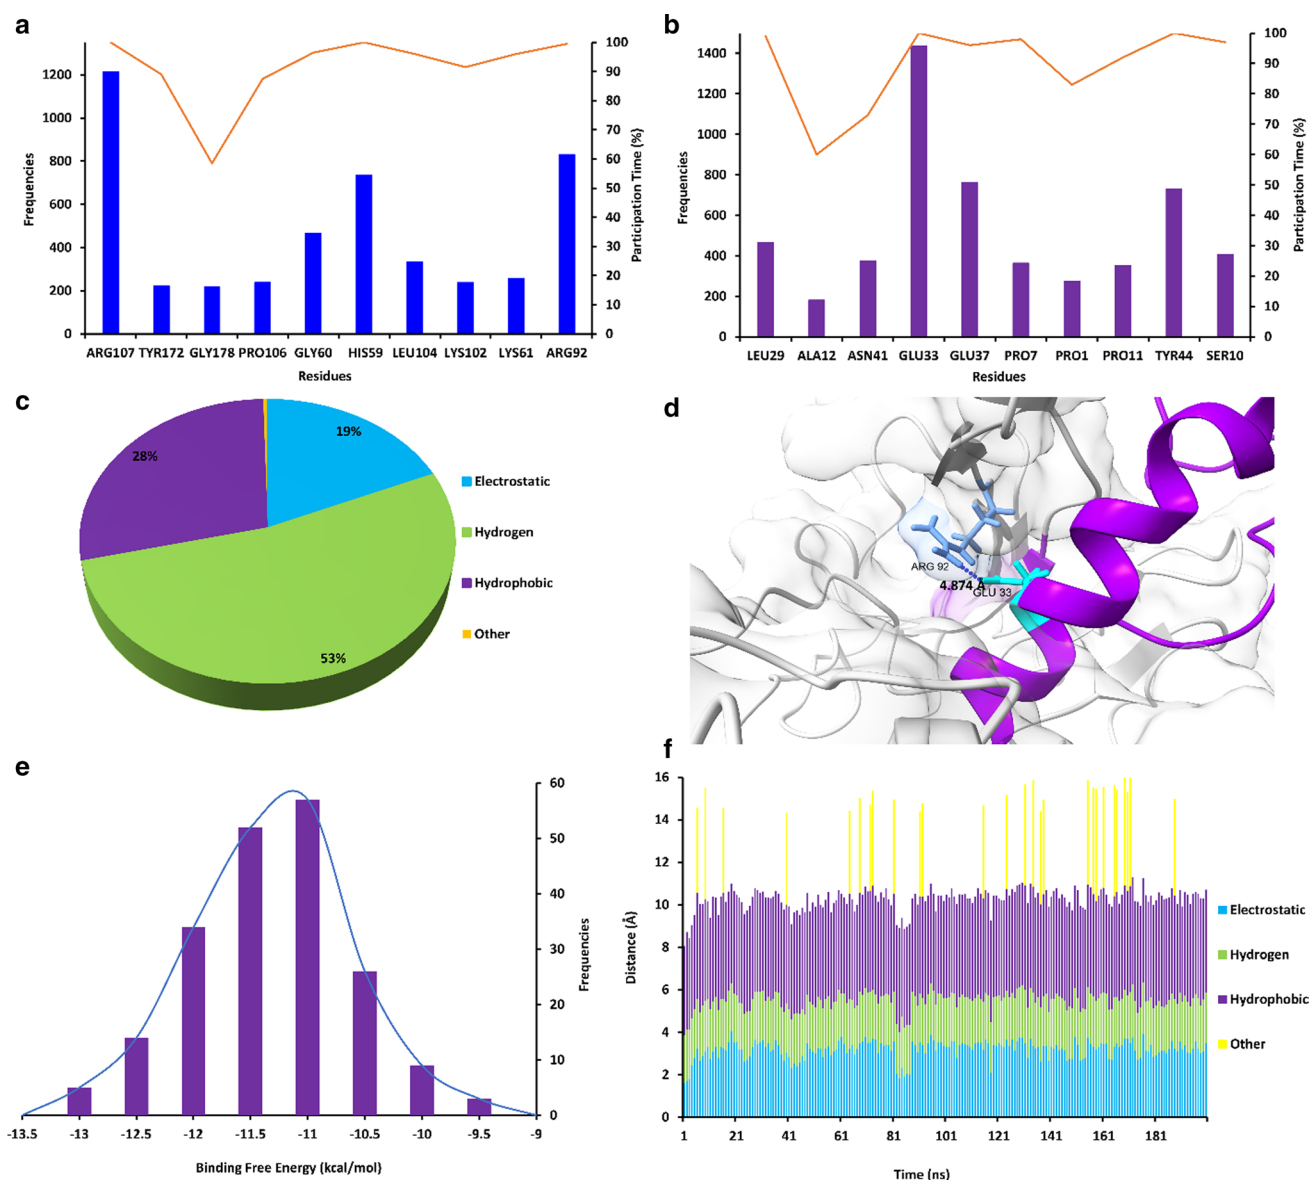 a
Frequencies
1200
1000
800
600
400
200
0
100
90
80
70
60
50
40
30
20
10
0
Participation Time (%)
ARG107 TYR172 GLY178 PRO106 GLY60 HIS59 LEU104 LYS102 LYS61 ARG92
Residues
b
Frequencies
1400
1200
1000
800
600
400
200
0
100
90
80
70
60
50
40
30
20
10
0
Participation Time (%)
LEU29 ALA12 ASN41 GLU33 GLU37 PRO7 PRO1 PRO11 TYR44 SER10
Residues
c
19%
28%
53%
Electrostatic
Hydrogen
Hydrophobic
Other
d
ARG 92
4.874 Å
GLU 33
e
60
50
40
30
20
10
0
Frequencies
-13.5 -13 -12.5 -12 -11.5 -11 -10.5 -10 -9.5 -9
Binding Free Energy (kcal/mol)
f
Distance (Å)
16
14
12
10
8
6
4
2
0
1 21 41 61 81 101 121 141 161 181
Time (ns)
Electrostatic
Hydrogen
Hydrophobic
Other